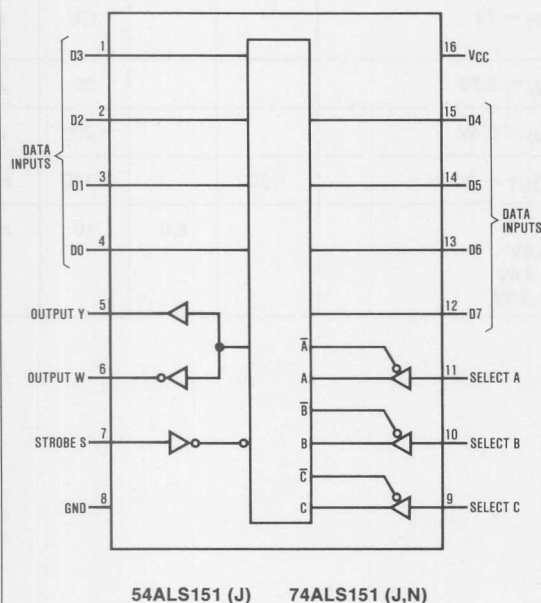 1
D3
16
VCC
2
D2
15
D4
DATA
INPUTS
3
D1
14
D5
DATA
INPUTS
4
D0
13
D6
5
OUTPUT Y
12
D7
A̅
6
OUTPUT W
A
11
SELECT A
B̅
7
STROBE S
B
10
SELECT B
C̅
8
GND
C
9
SELECT C
54ALS151 (J) 74ALS151 (J,N)